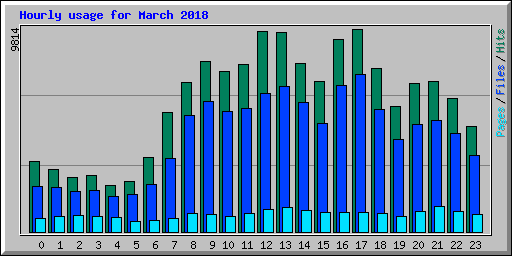 Hourly usage for March 2018
9814
Pages/Files/Hits
0 1 2 3 4 5 6 7 8 9 10 11 12 13 14 15 16 17 18 19 20 21 22 23